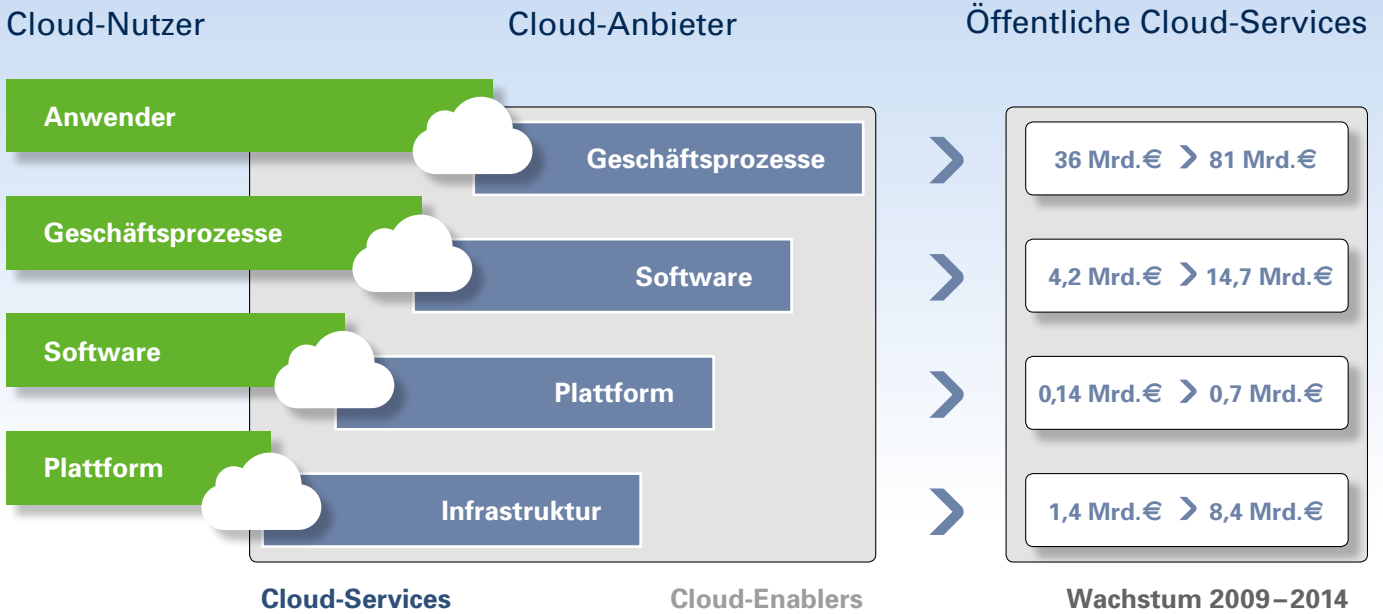 Cloud-Nutzer
Cloud-Anbieter
Öffentliche Cloud-Services
Anwender
Geschäftsprozesse
36 Mrd.€ > 81 Mrd.€
Geschäftsprozesse
Software
4,2 Mrd.€ > 14,7 Mrd.€
Software
Plattform
0,14 Mrd.€ > 0,7 Mrd.€
Plattform
Infrastruktur
1,4 Mrd.€ > 8,4 Mrd.€
Cloud-Services
Cloud-Enablers
Wachstum 2009–2014